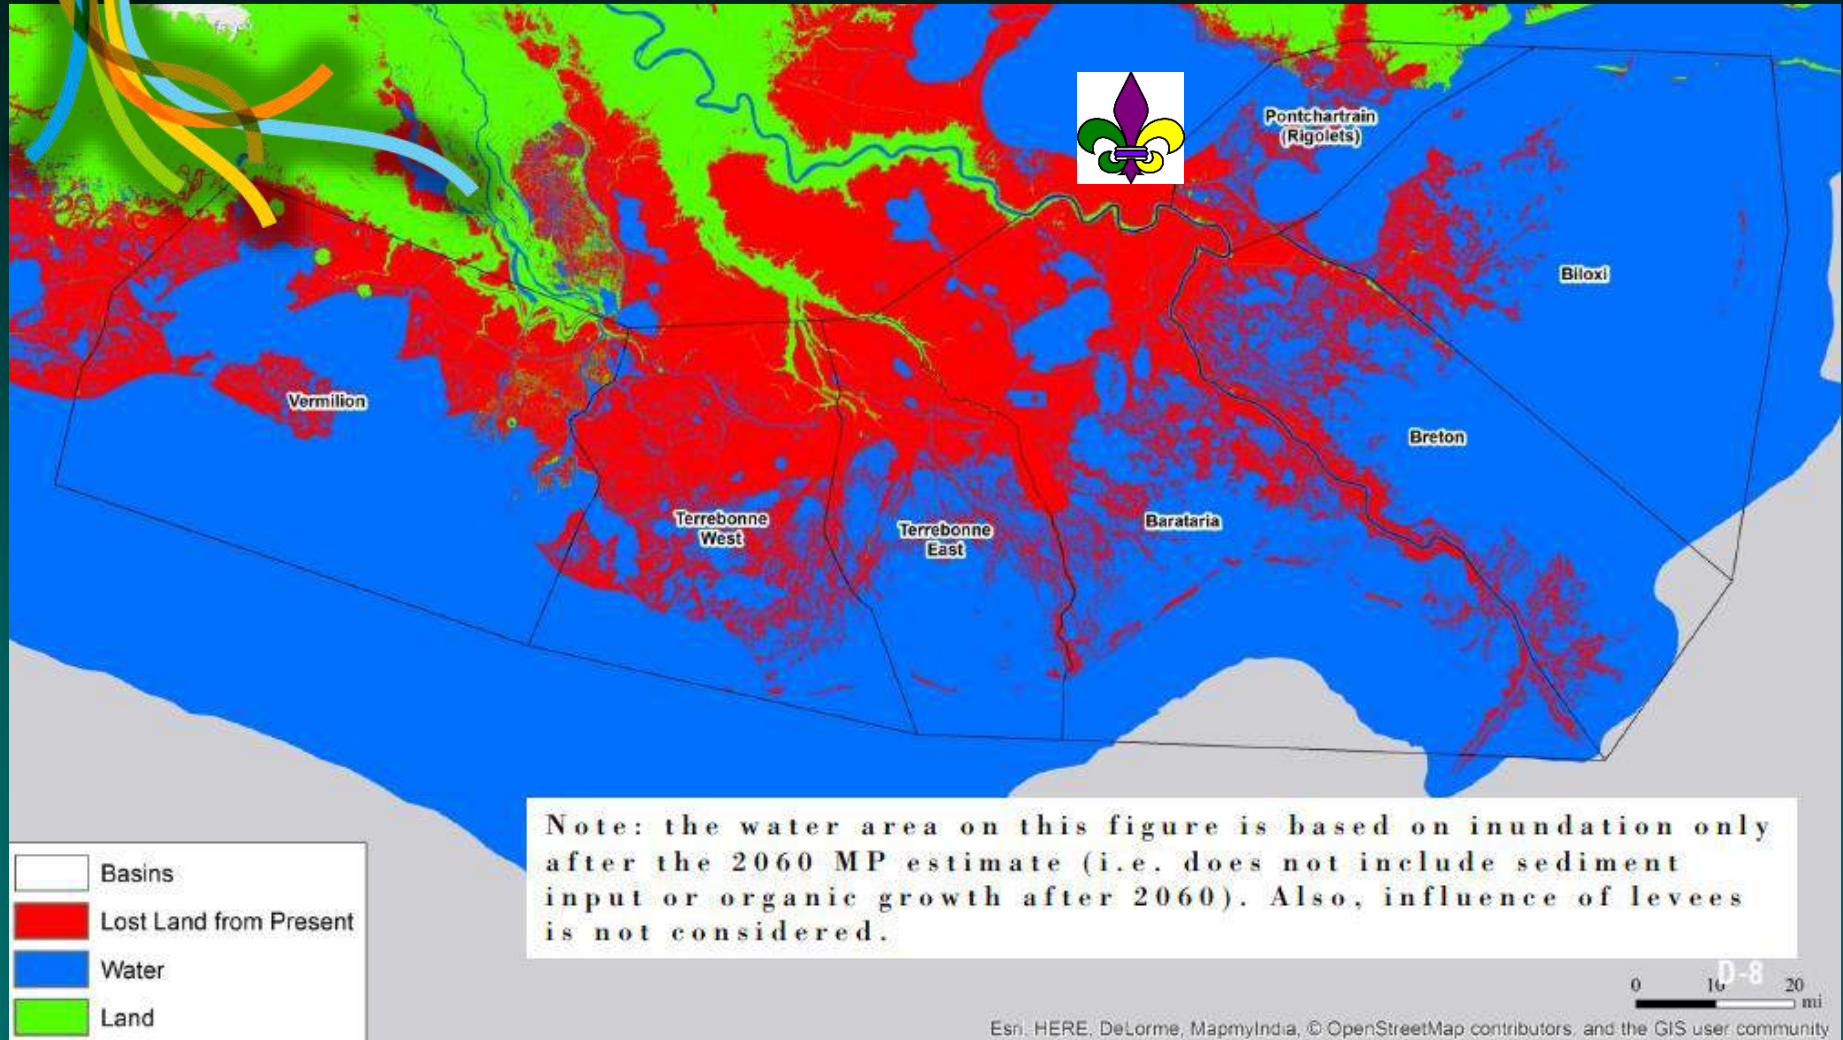 Pontchartrain
(Rigolets)
Biloxi
Vermilion
Breton
Terrebonne
West
Terrebonne
East
Barataria
Note: the water area on this figure is based on inundation only
after the 2060 MP estimate (i.e. does not include sediment
input or organic growth after 2060). Also, influence of levees
is not considered.
Basins
Lost Land from Present
Water
Land
D-8
0 10 20
mi
Esri, HERE, DeLorme, MapmyIndia, © OpenStreetMap contributors, and the GIS user community